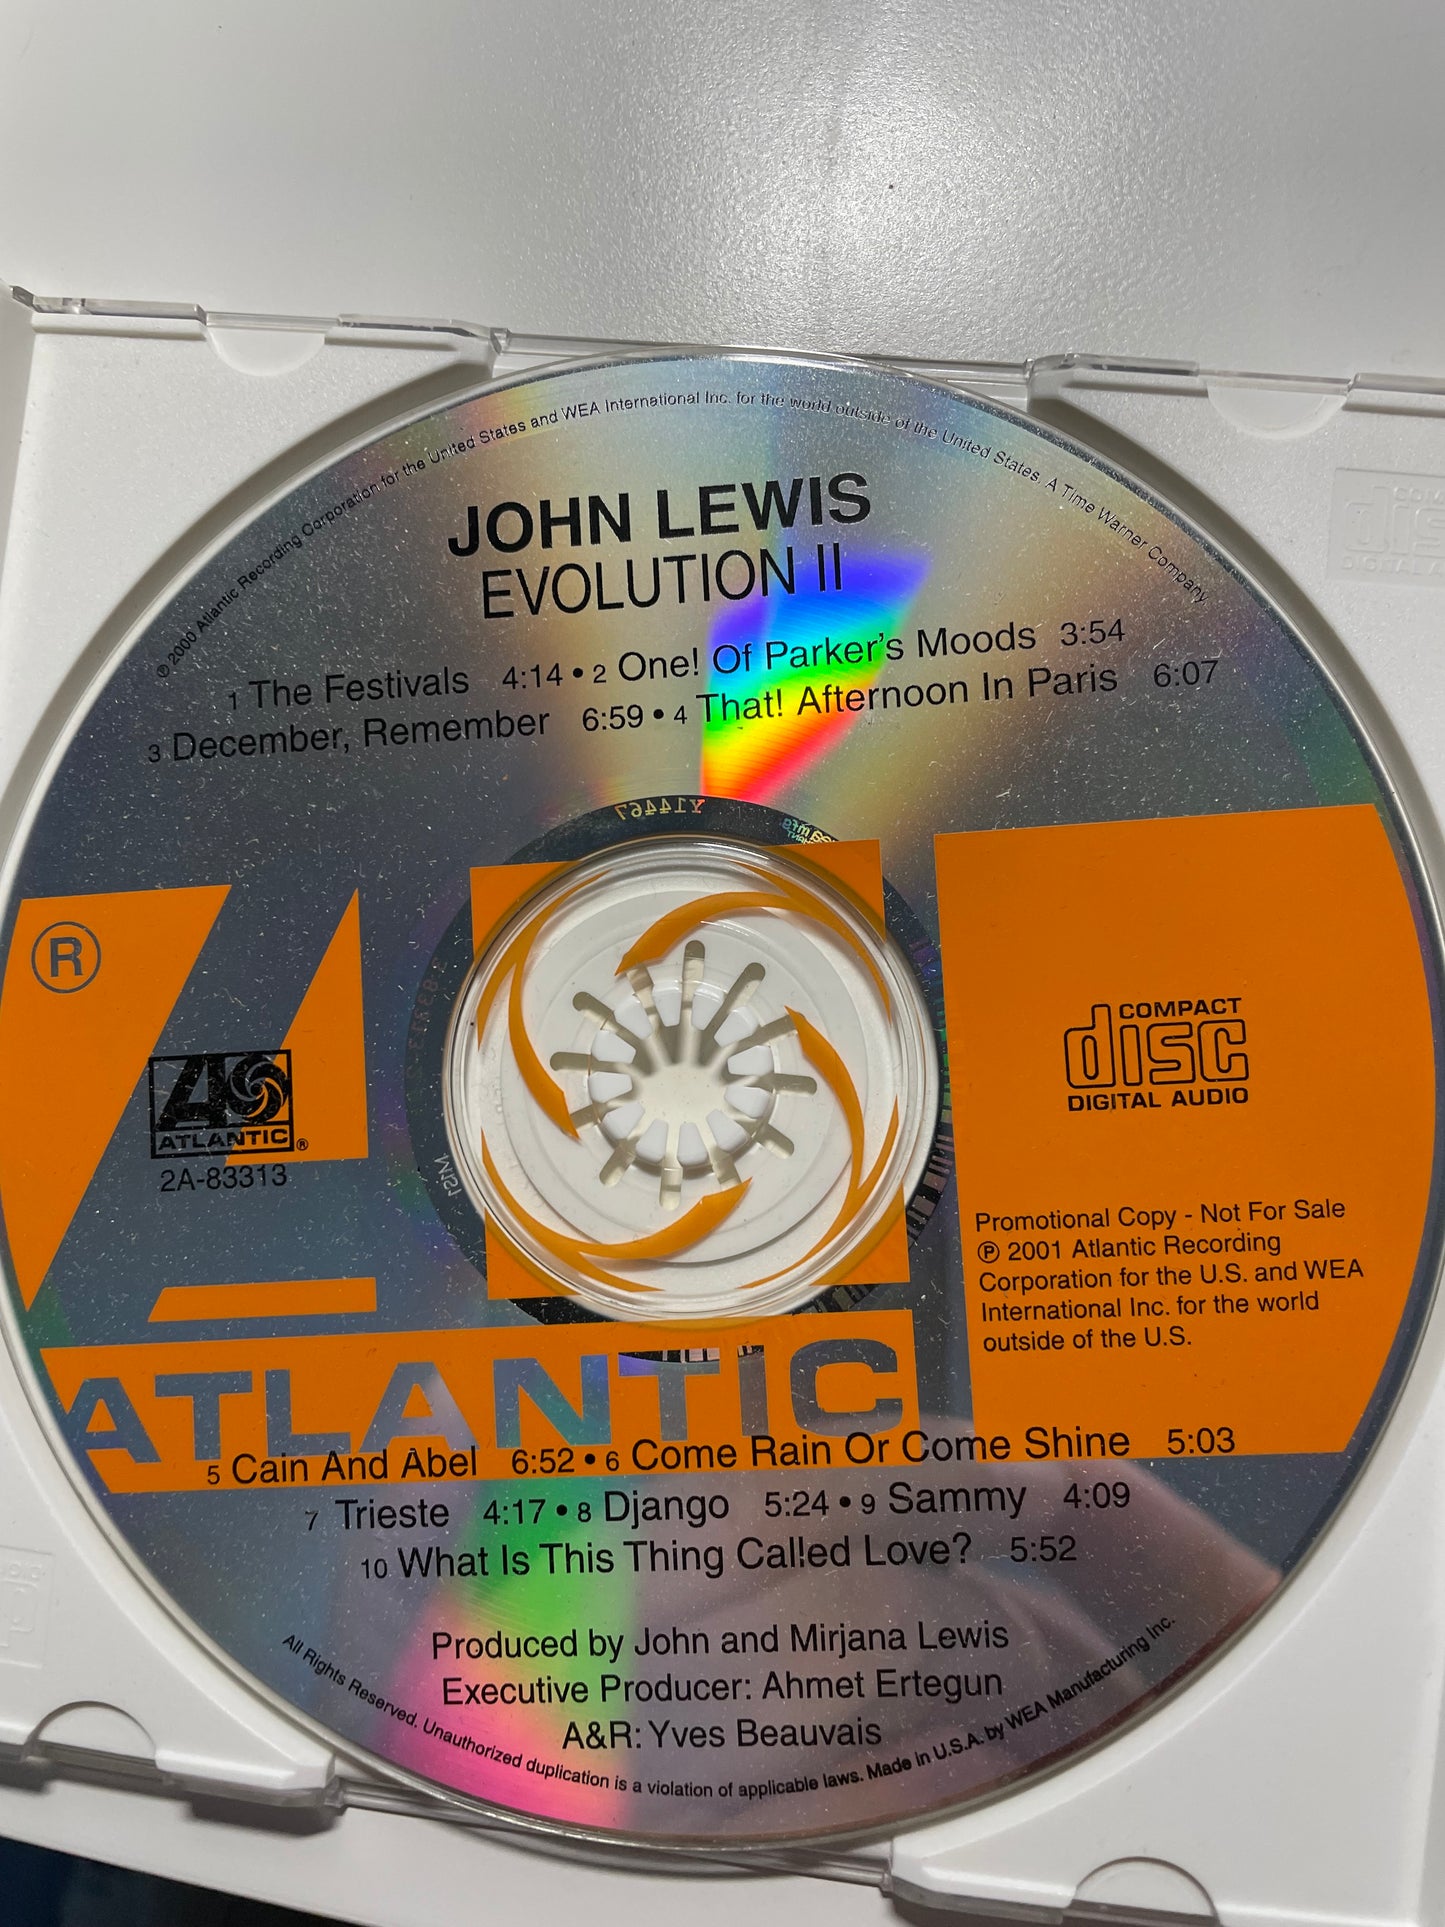 ℗ 2000 Atlantic Recording Corporation for the United States and WEA International Inc. for the world outside of the United States. A Time Warner Company.
JOHN LEWIS
EVOLUTION II
1 The Festivals 4:14 • 2 One! Of Parker's Moods 3:54
3 December, Remember 6:59 • 4 That! Afternoon In Paris 6:07
Y14467
®
ATLANTIC®
2A-83313
COMPACT
disc
DIGITAL AUDIO
Promotional Copy - Not For Sale
℗ 2001 Atlantic Recording
Corporation for the U.S. and WEA
International Inc. for the world
outside of the U.S.
ATLANTIC
5 Cain And Abel 6:52 • 6 Come Rain Or Come Shine 5:03
7 Trieste 4:17 • 8 Django 5:24 • 9 Sammy 4:09
10 What Is This Thing Called Love? 5:52
Produced by John and Mirjana Lewis
Executive Producer: Ahmet Ertegun
A&R: Yves Beauvais
All Rights Reserved. Unauthorized duplication is a violation of applicable laws. Made in U.S.A. by WEA Manufacturing Inc.